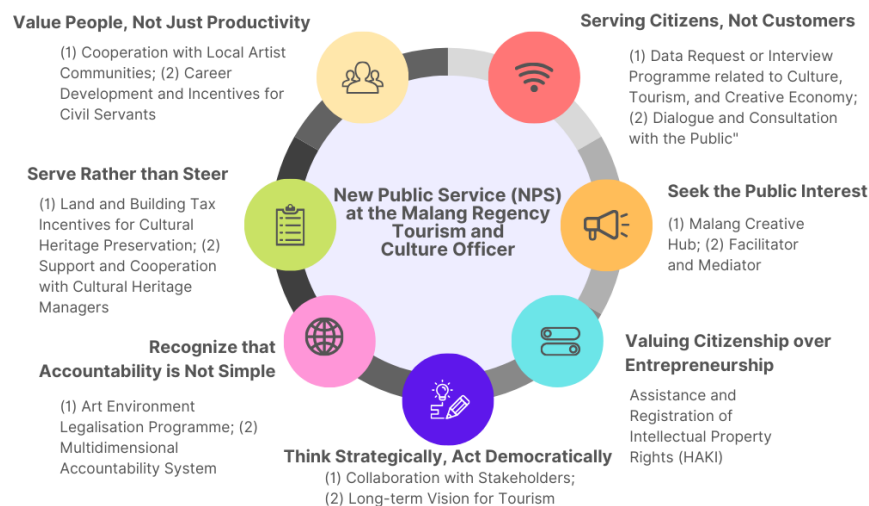 Value People, Not Just Productivity
(1) Cooperation with Local Artist
Communities; (2) Career
Development and Incentives for
Civil Servants
Serving Citizens, Not Customers
(1) Data Request or Interview
Programme related to Culture,
Tourism, and Creative Economy;
(2) Dialogue and Consultation
with the Public"
Serve Rather than Steer
(1) Land and Building Tax
Incentives for Cultural
Heritage Preservation; (2)
Support and Cooperation
with Cultural Heritage
Managers
New Public Service (NPS)
at the Malang Regency
Tourism and
Culture Officer
Seek the Public Interest
(1) Malang Creative
Hub; (2) Facilitator
and Mediator
Recognize that
Accountability is Not Simple
(1) Art Environment
Legalisation Programme; (2)
Multidimensional
Accountability System
Valuing Citizenship over
Entrepreneurship
Assistance and
Registration of
Intellectual Property
Rights (HAKI)
Think Strategically, Act Democratically
(1) Collaboration with Stakeholders;
(2) Long-term Vision for Tourism